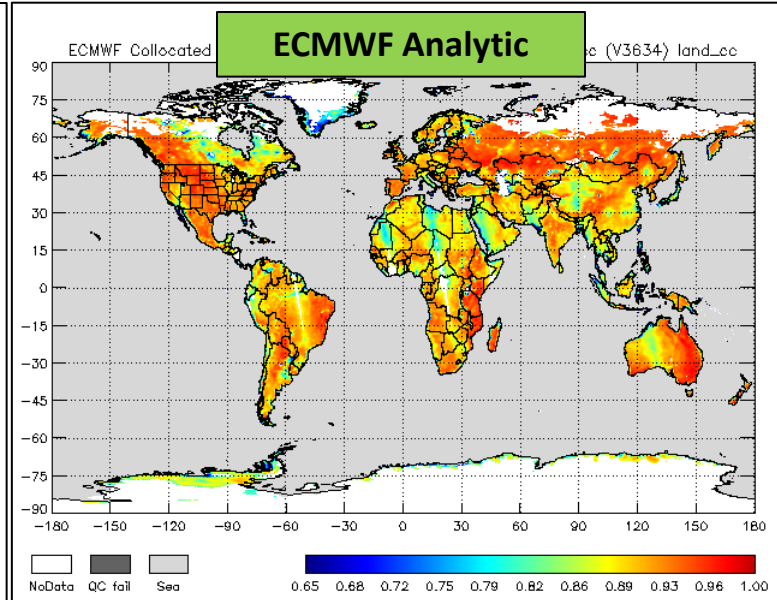 ECMWF Analytic
ECMWF Collocated
(V3634) land_cc
90
75
60
45
30
15
0
−15
−30
−45
−60
−75
−90
−180 −150 −120 −90 −60 −30 0 30 60 90 120 150 180
NoData QC fail Sea
0.65 0.68 0.72 0.75 0.79 0.82 0.86 0.89 0.93 0.96 1.00